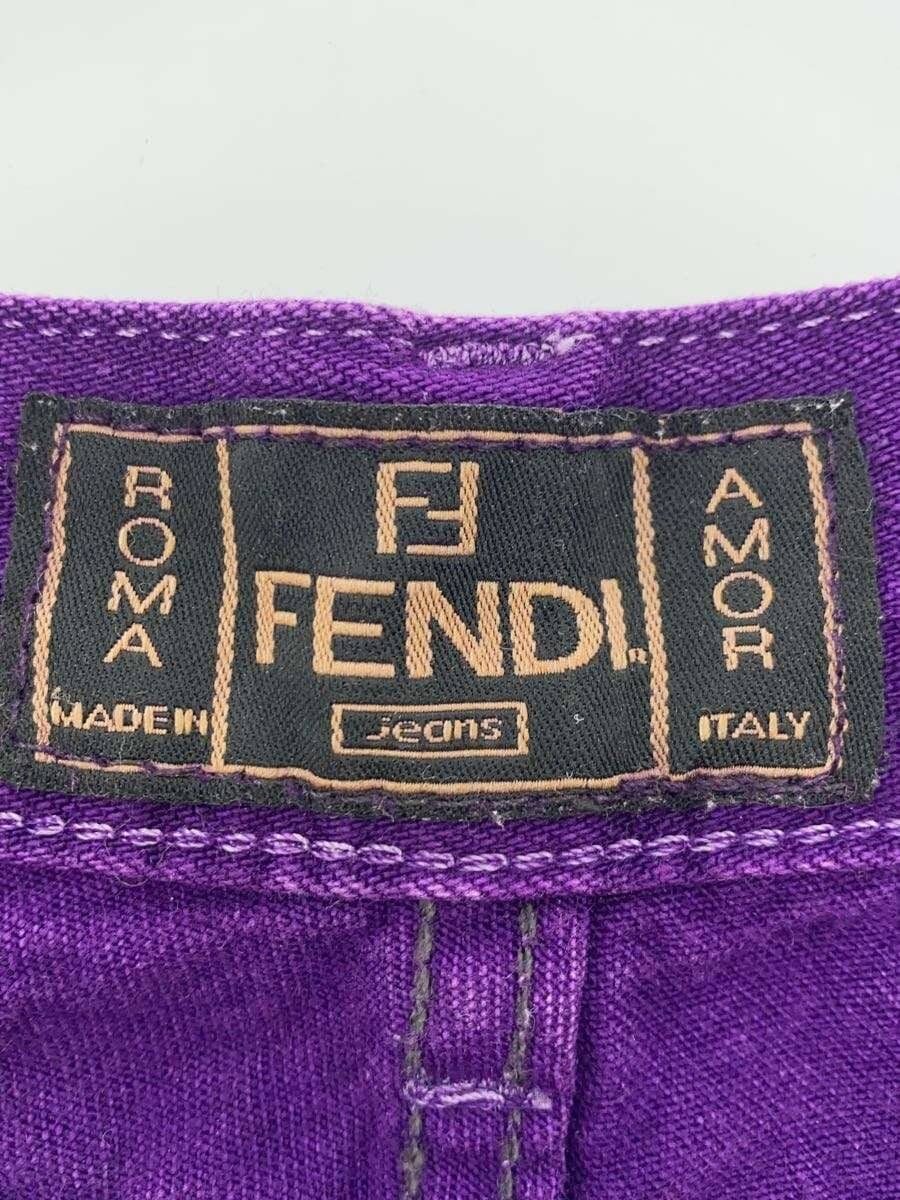 ROMA
MADE IN
FF
FENDI®
Jeans
AMOR
ITALY